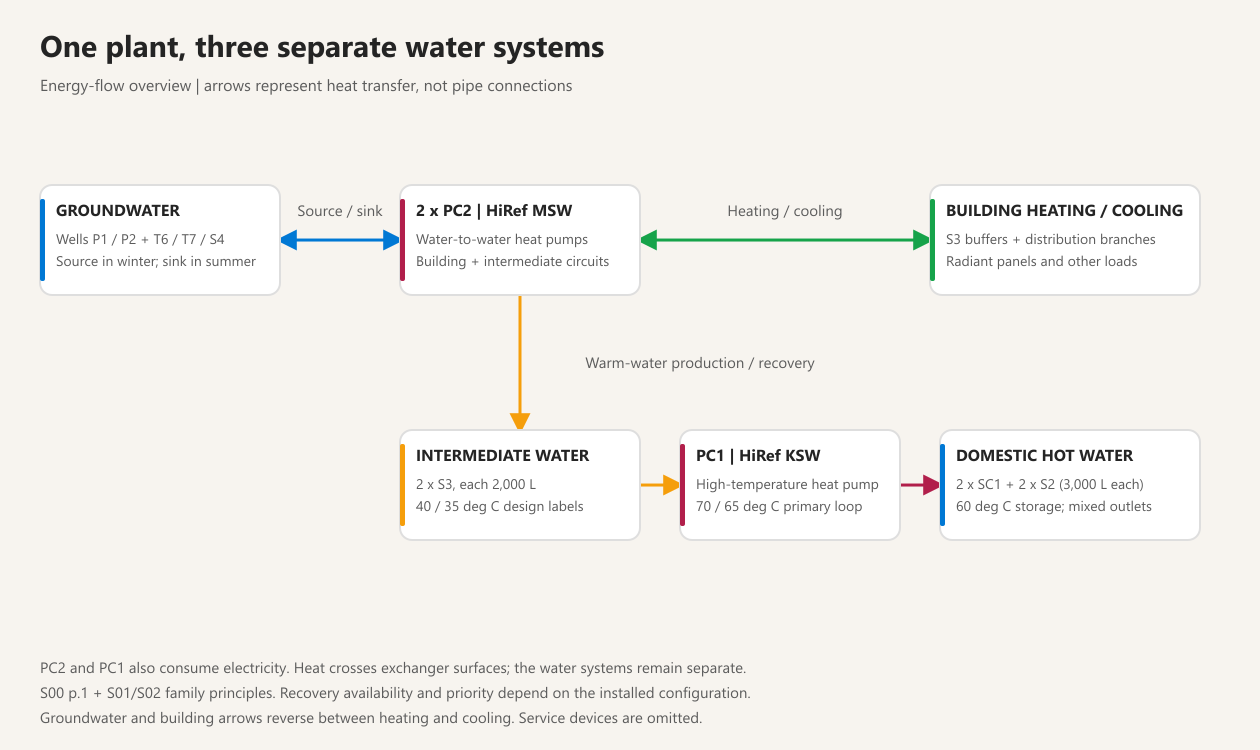 One plant, three separate water systems
Energy-flow overview | arrows represent heat transfer, not pipe connections
GROUNDWATER
Wells P1 / P2 + T6 / T7 / S4
Source in winter; sink in summer
Source / sink
2 x PC2 | HiRef MSW
Water-to-water heat pumps
Building + intermediate circuits
Heating / cooling
BUILDING HEATING / COOLING
S3 buffers + distribution branches
Radiant panels and other loads
Warm-water production / recovery
INTERMEDIATE WATER
2 x S3, each 2,000 L
40 / 35 deg C design labels
PC1 | HiRef KSW
High-temperature heat pump
70 / 65 deg C primary loop
DOMESTIC HOT WATER
2 x SC1 + 2 x S2 (3,000 L each)
60 deg C storage; mixed outlets
PC2 and PC1 also consume electricity. Heat crosses exchanger surfaces; the water systems remain separate.
S00 p.1 + S01/S02 family principles. Recovery availability and priority depend on the installed configuration.
Groundwater and building arrows reverse between heating and cooling. Service devices are omitted.